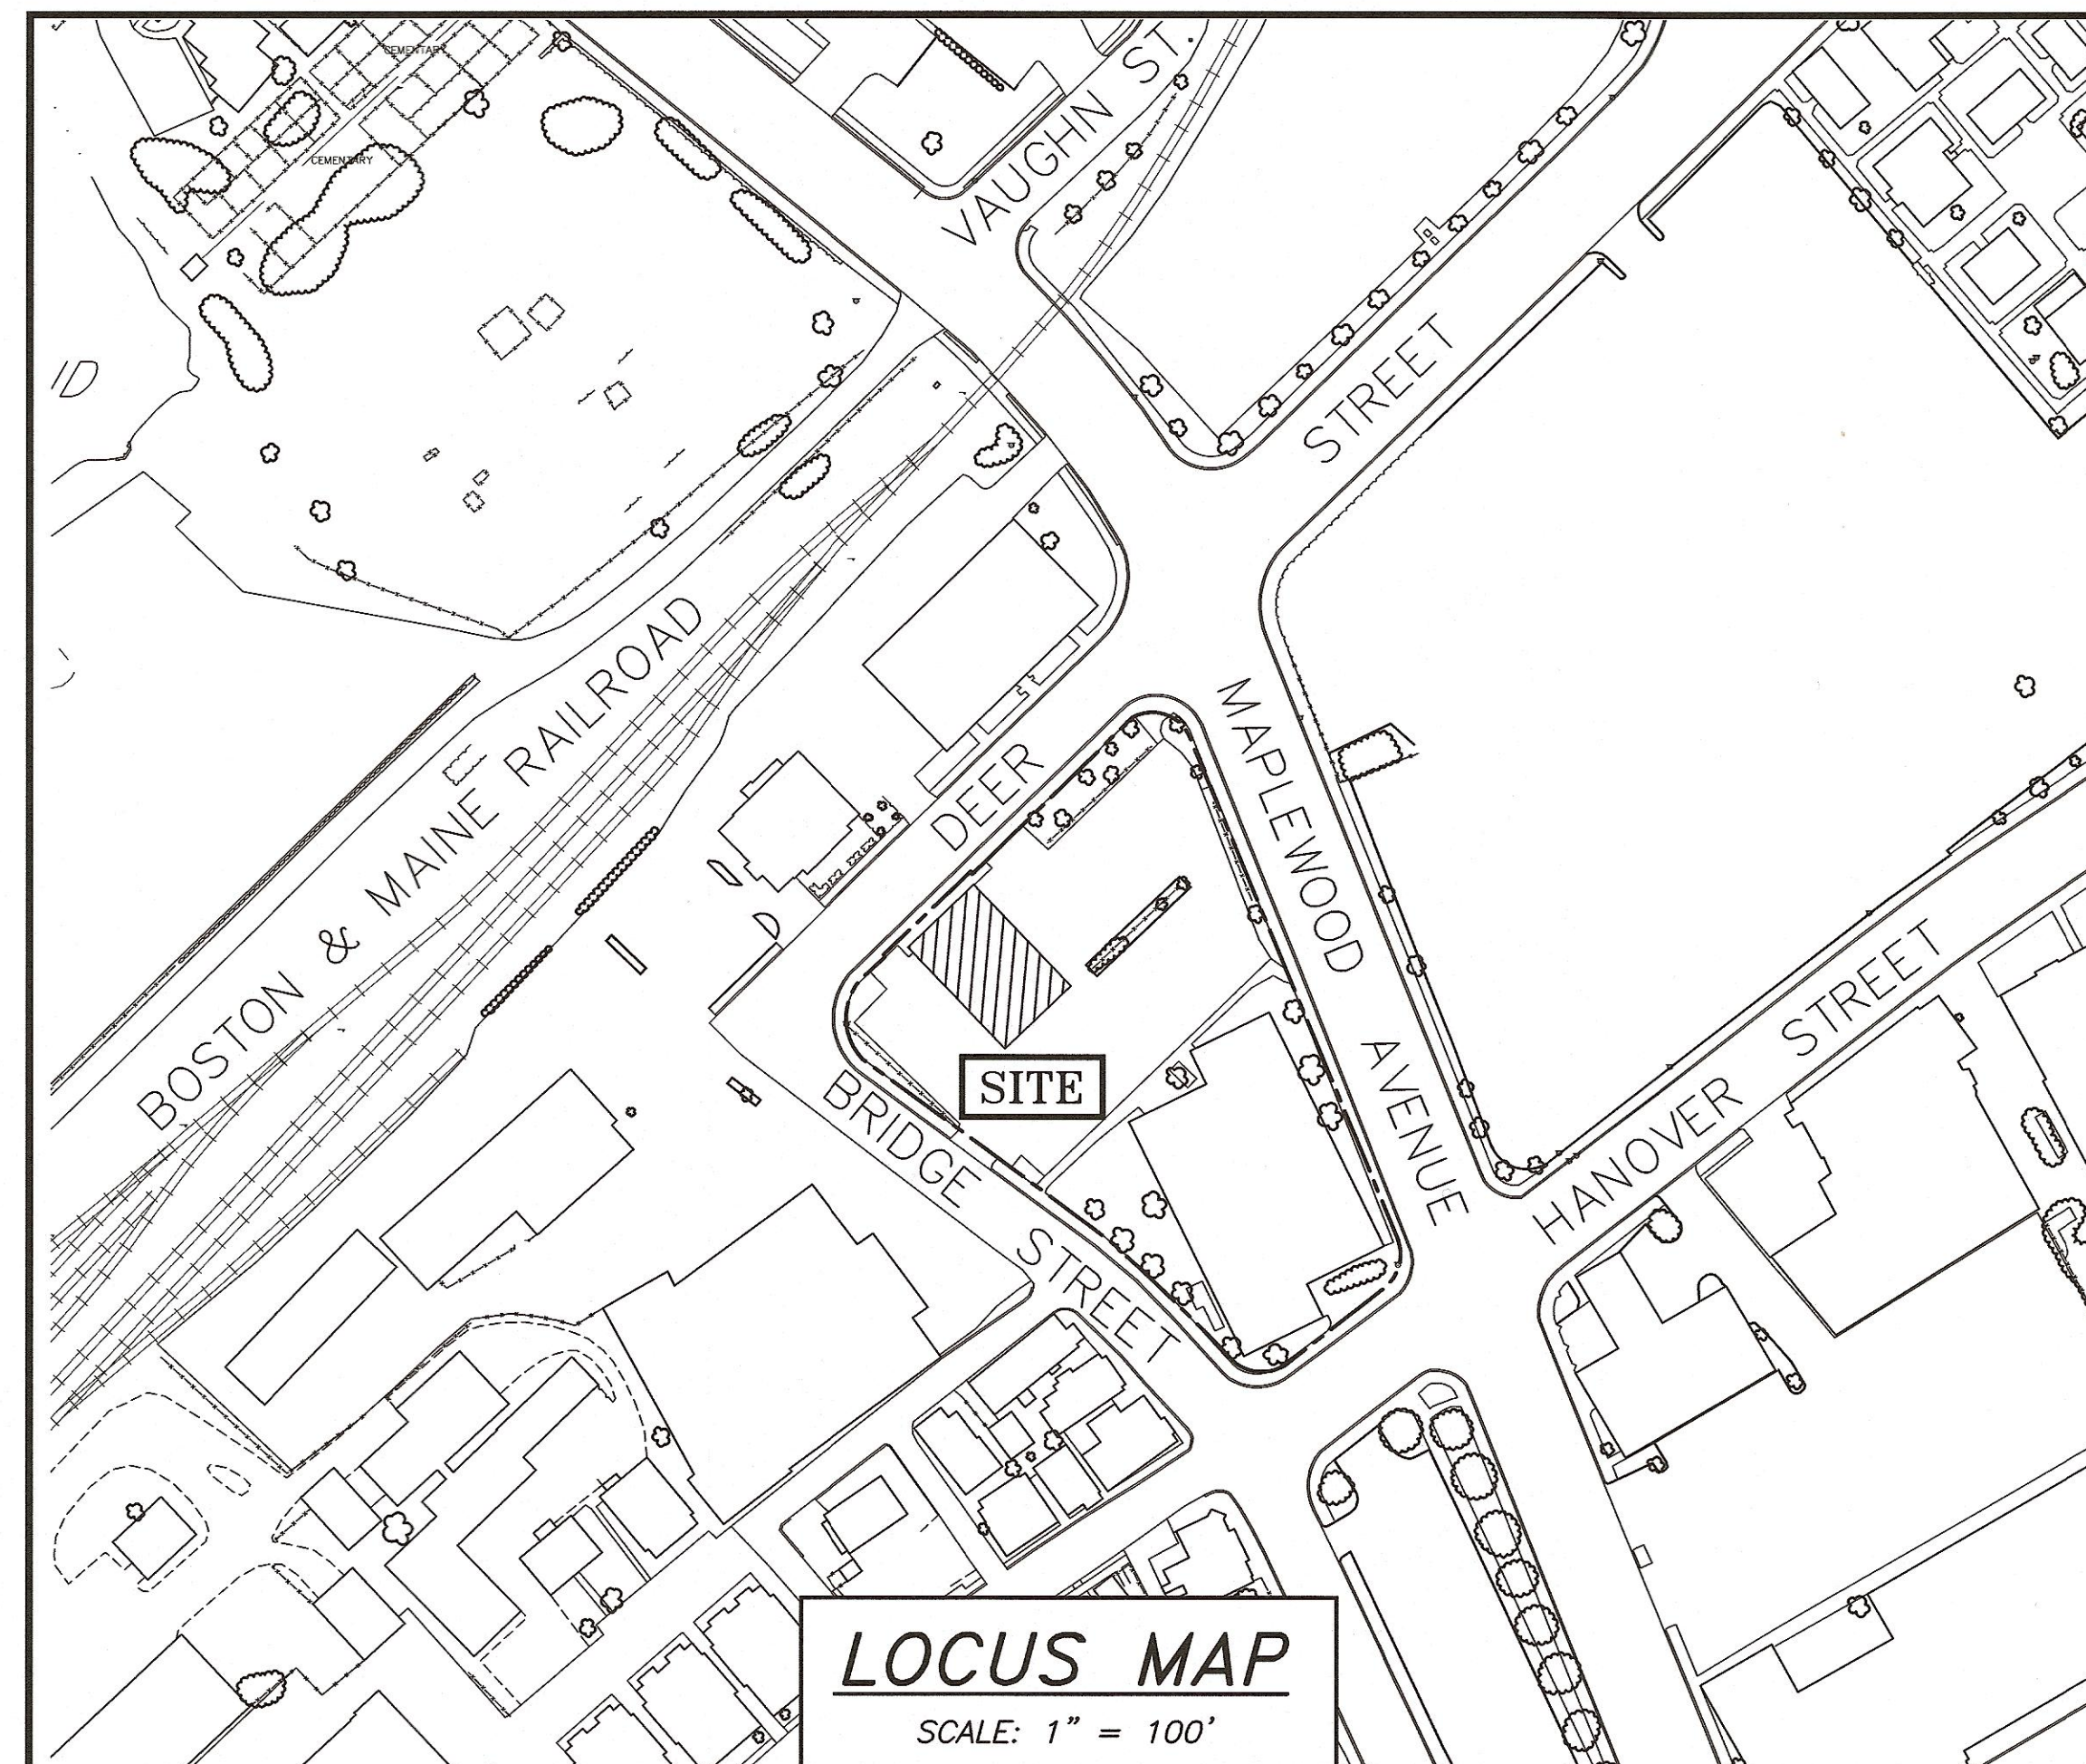 CEMENTARY
CEMENTARY
VAUGHN ST.
STREET
BOSTON & MAINE RAILROAD
DEER
MAPLEWOOD AVENUE
SITE
BRIDGE STREET
HANOVER STREET
LOCUS MAP
SCALE: 1" = 100'